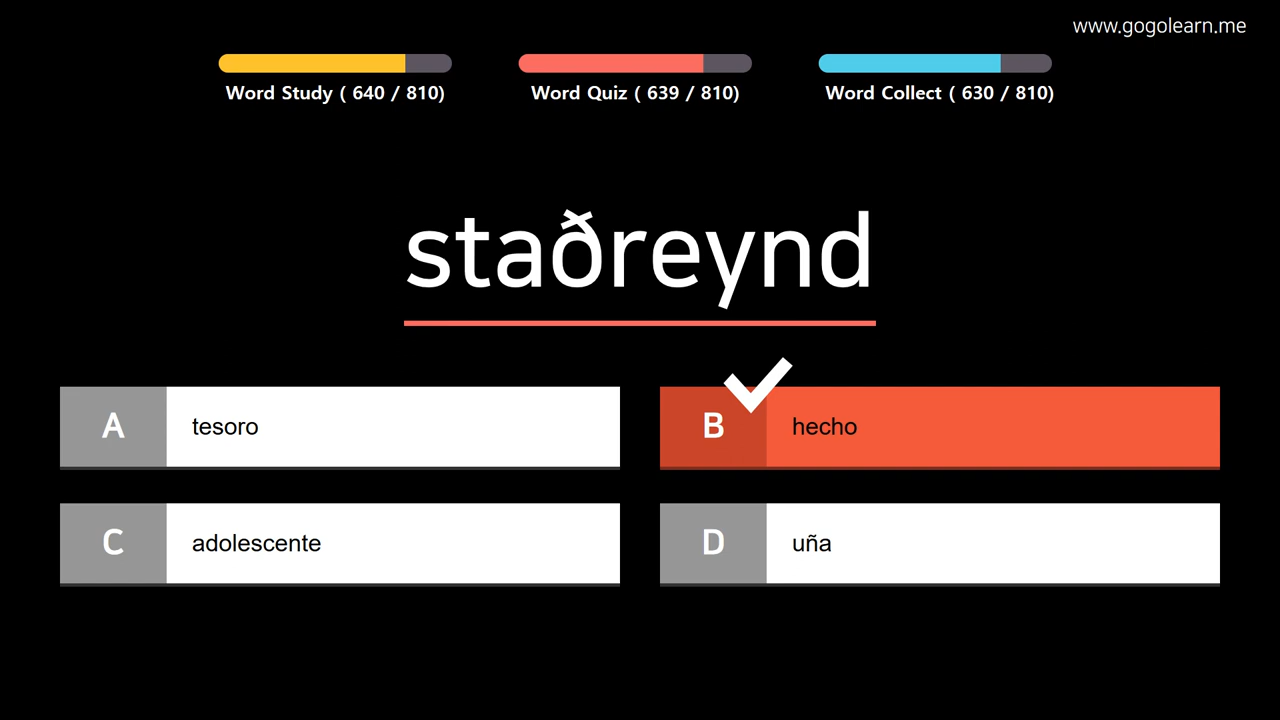 www.gogolearn.me
Word Study ( 640 / 810)
Word Quiz ( 639 / 810)
Word Collect ( 630 / 810)
staðreynd
A tesoro
B hecho
C adolescente
D uña